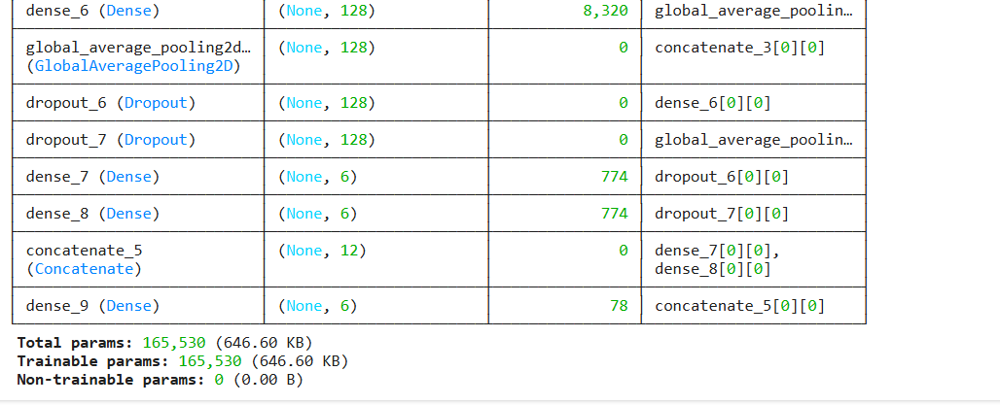 dense_6 (Dense) (None, 128) 8,320 global_average_poolin…
global_average_pooling2d… (None, 128) 0 concatenate_3[0][0]
(GlobalAveragePooling2D)
dropout_6 (Dropout) (None, 128) 0 dense_6[0][0]
dropout_7 (Dropout) (None, 128) 0 global_average_poolin…
dense_7 (Dense) (None, 6) 774 dropout_6[0][0]
dense_8 (Dense) (None, 6) 774 dropout_7[0][0]
concatenate_5 (None, 12) 0 dense_7[0][0],
(Concatenate) dense_8[0][0]
dense_9 (Dense) (None, 6) 78 concatenate_5[0][0]
Total params: 165,530 (646.60 KB)
Trainable params: 165,530 (646.60 KB)
Non-trainable params: 0 (0.00 B)